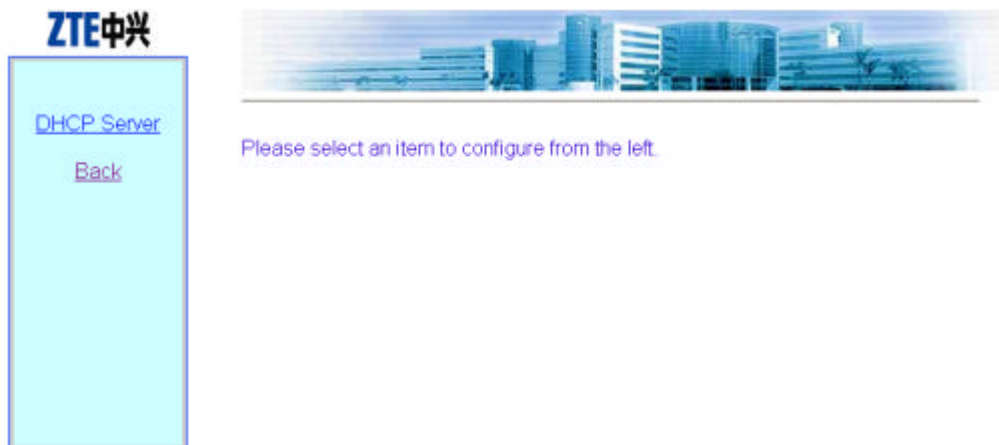 ZTE中兴
DHCP Server
Back
Please select an item to configure from the left.